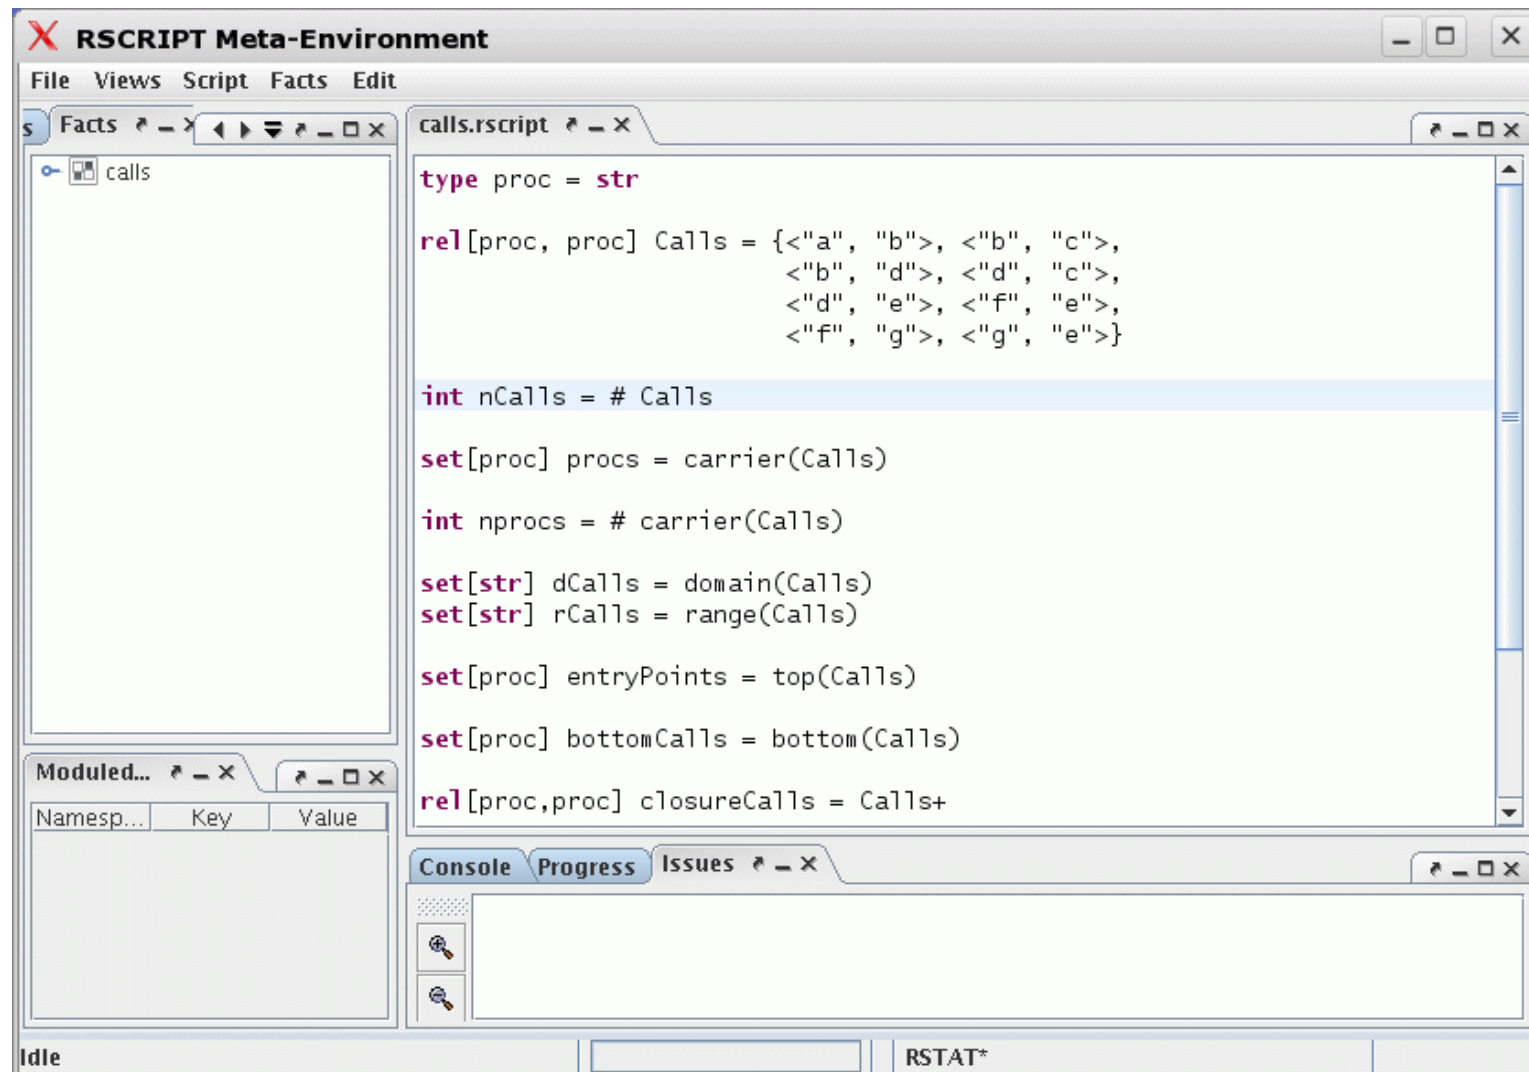 RSCRIPT Meta-Environment
File Views Script Facts Edit
s Facts
calls
calls.rscript
type proc = str
rel[proc, proc] Calls = {<"a", "b">, <"b", "c">,
<"b", "d">, <"d", "c">,
<"d", "e">, <"f", "e">,
<"f", "g">, <"g", "e">}
int nCalls = # Calls
set[proc] procs = carrier(Calls)
int nprocs = # carrier(Calls)
set[str] dCalls = domain(Calls)
set[str] rCalls = range(Calls)
set[proc] entryPoints = top(Calls)
set[proc] bottomCalls = bottom(Calls)
rel[proc,proc] closureCalls = Calls+
Moduled...
Namesp... Key Value
Console Progress Issues
Idle RSTAT*